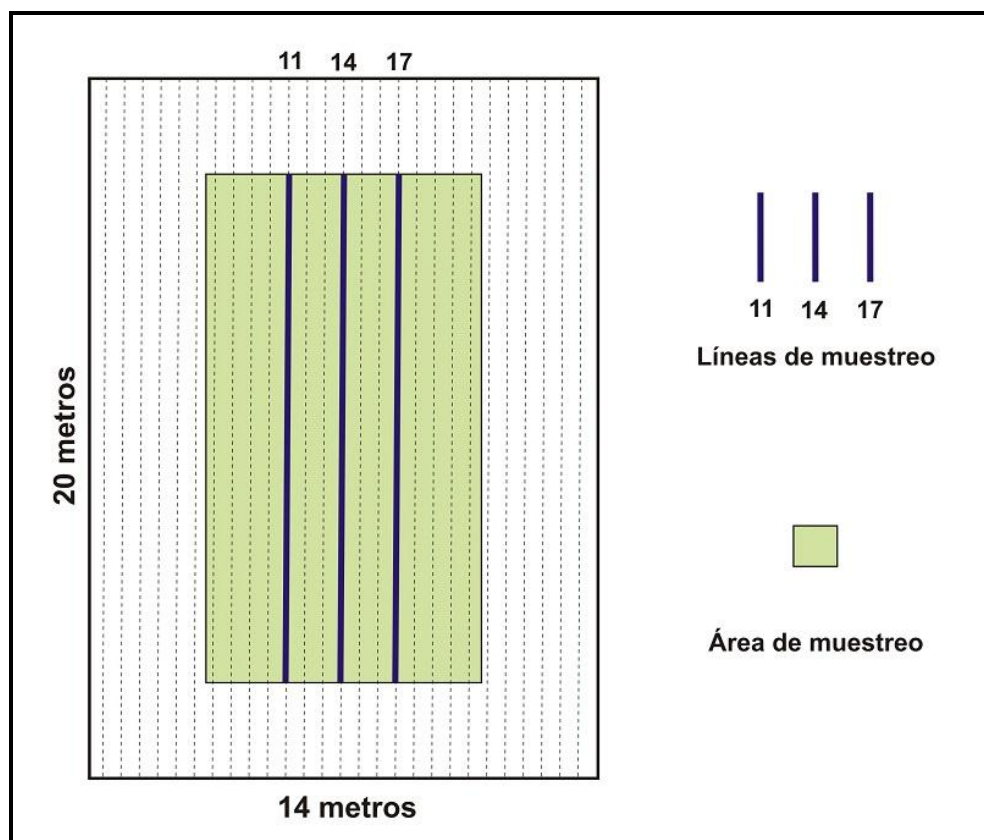 11 14 17
20 metros
14 metros
11 14 17
Líneas de muestreo
Área de muestreo